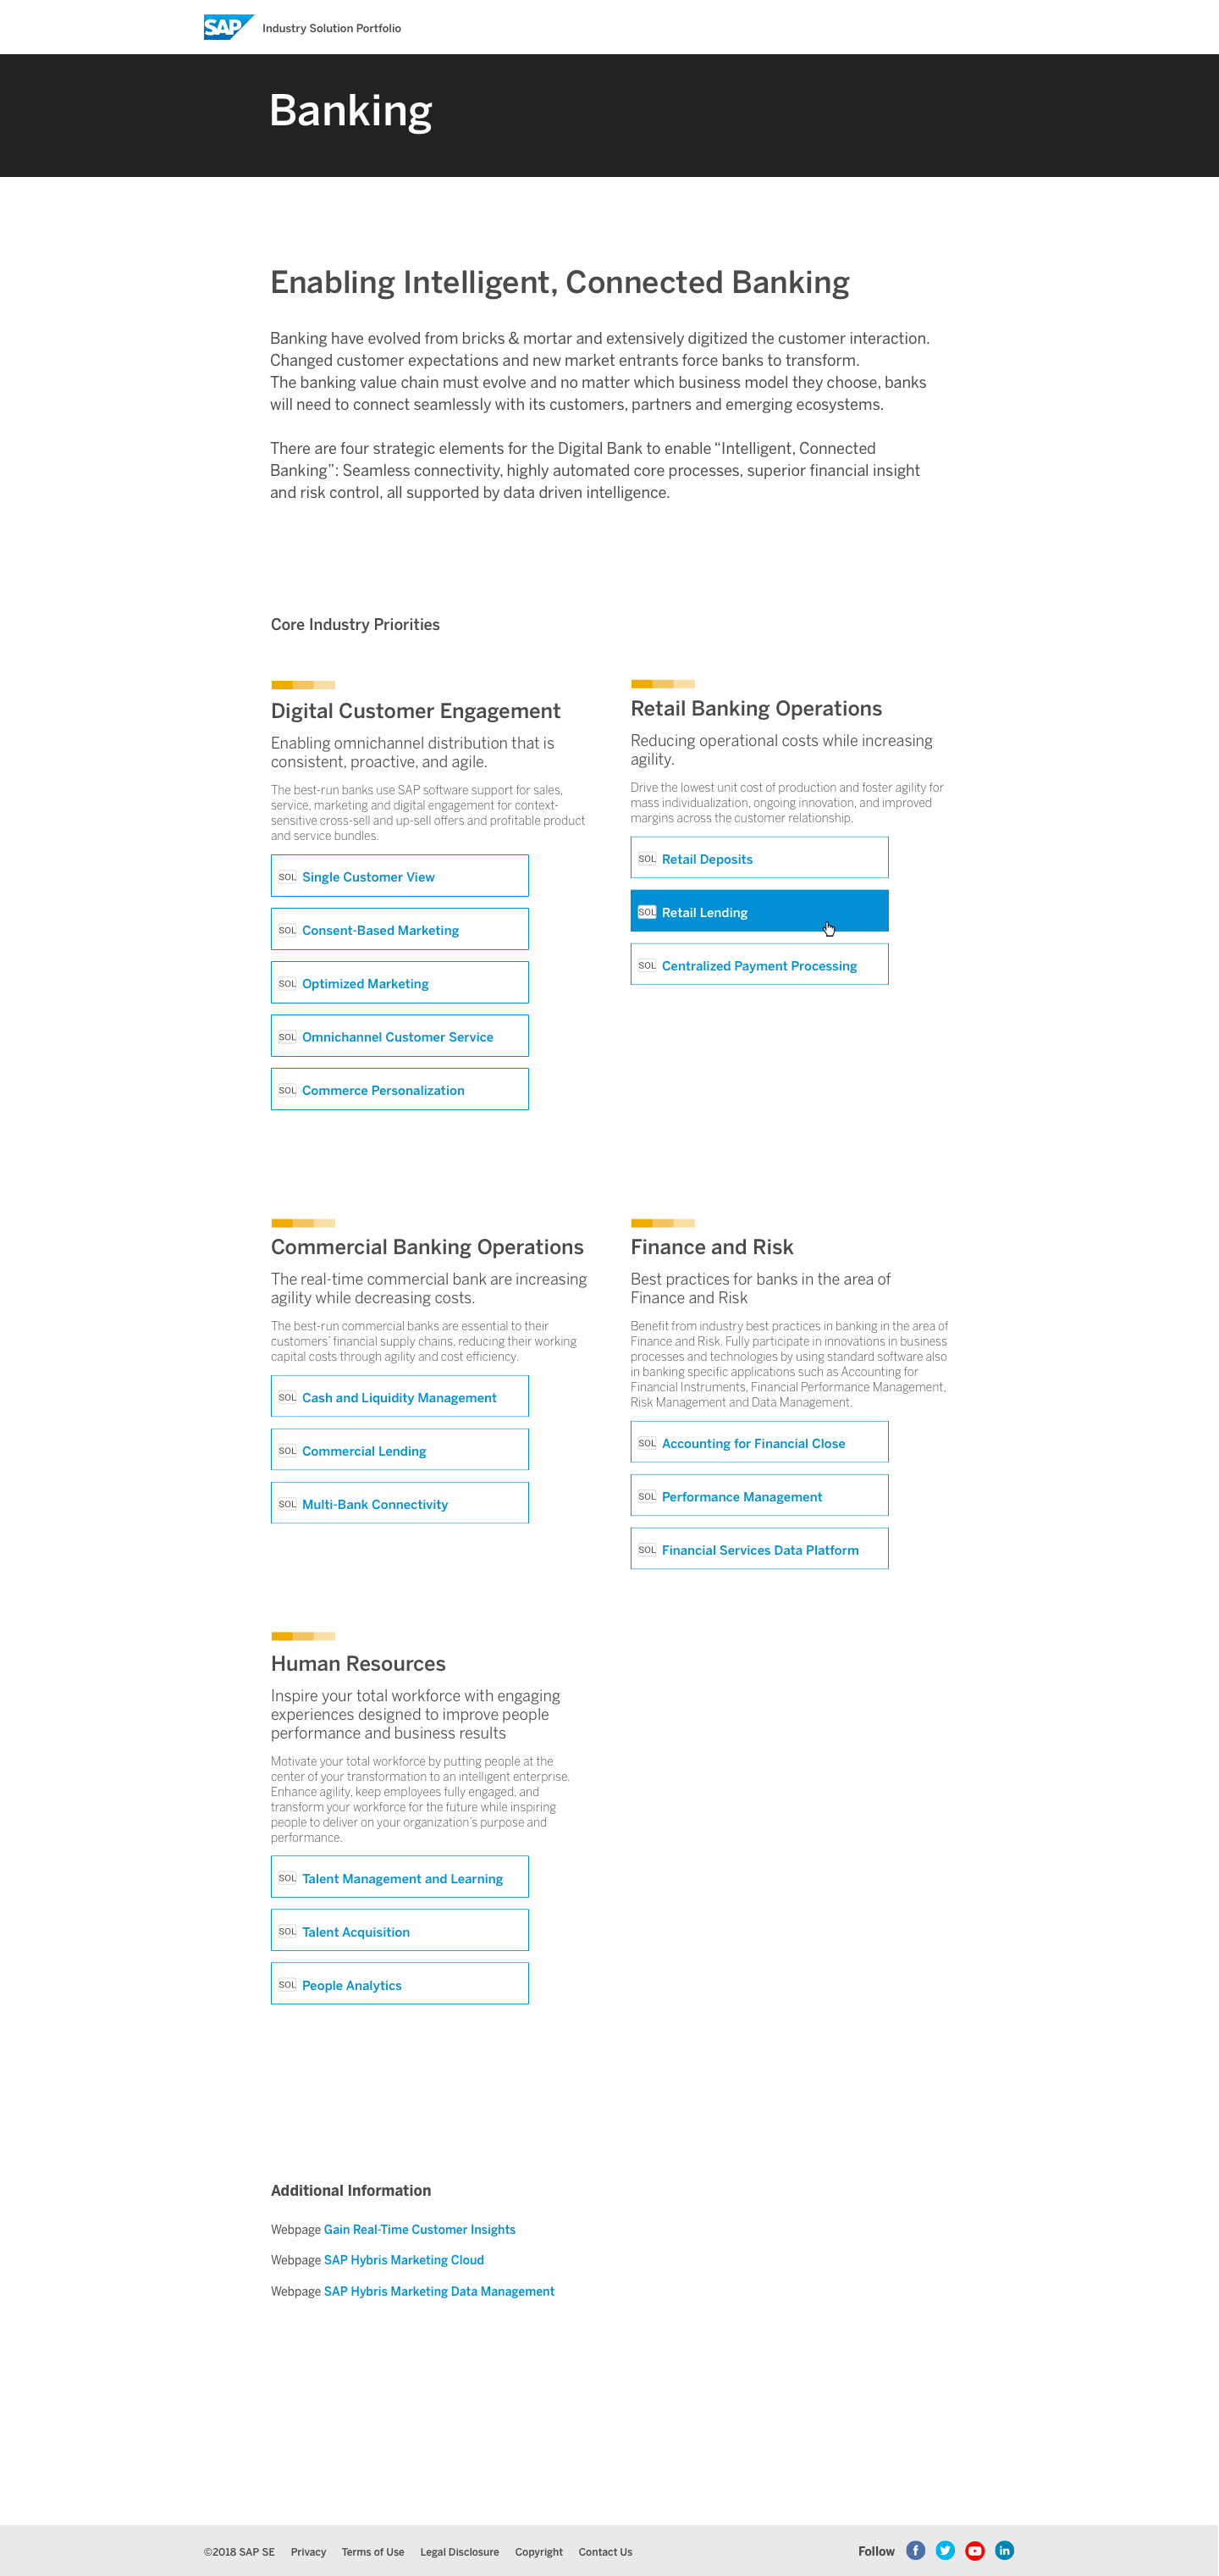 SAP Industry Solution Portfolio
Banking
Enabling Intelligent, Connected Banking
Banking have evolved from bricks & mortar and extensively digitized the customer interaction.
Changed customer expectations and new market entrants force banks to transform.
The banking value chain must evolve and no matter which business model they choose, banks
will need to connect seamlessly with its customers, partners and emerging ecosystems.
There are four strategic elements for the Digital Bank to enable “Intelligent, Connected
Banking”: Seamless connectivity, highly automated core processes, superior financial insight
and risk control, all supported by data driven intelligence.
Core Industry Priorities
Digital Customer Engagement
Enabling omnichannel distribution that is
consistent, proactive, and agile.
The best-run banks use SAP software support for sales,
service, marketing and digital engagement for context-
sensitive cross-sell and up-sell offers and profitable product
and service bundles.
SOL Single Customer View
SOL Consent-Based Marketing
SOL Optimized Marketing
SOL Omnichannel Customer Service
SOL Commerce Personalization
Retail Banking Operations
Reducing operational costs while increasing
agility.
Drive the lowest unit cost of production and foster agility for
mass individualization, ongoing innovation, and improved
margins across the customer relationship.
SOL Retail Deposits
SOL Retail Lending
SOL Centralized Payment Processing
Commercial Banking Operations
The real-time commercial bank are increasing
agility while decreasing costs.
The best-run commercial banks are essential to their
customers’ financial supply chains, reducing their working
capital costs through agility and cost efficiency.
SOL Cash and Liquidity Management
SOL Commercial Lending
SOL Multi-Bank Connectivity
Finance and Risk
Best practices for banks in the area of
Finance and Risk
Benefit from industry best practices in banking in the area of
Finance and Risk. Fully participate in innovations in business
processes and technologies by using standard software also
in banking specific applications such as Accounting for
Financial Instruments, Financial Performance Management,
Risk Management and Data Management.
SOL Accounting for Financial Close
SOL Performance Management
SOL Financial Services Data Platform
Human Resources
Inspire your total workforce with engaging
experiences designed to improve people
performance and business results
Motivate your total workforce by putting people at the
center of your transformation to an intelligent enterprise.
Enhance agility, keep employees fully engaged, and
transform your workforce for the future while inspiring
people to deliver on your organization’s purpose and
performance.
SOL Talent Management and Learning
SOL Talent Acquisition
SOL People Analytics
Additional Information
Webpage Gain Real-Time Customer Insights
Webpage SAP Hybris Marketing Cloud
Webpage SAP Hybris Marketing Data Management
©2018 SAP SE Privacy Terms of Use Legal Disclosure Copyright Contact Us Follow f in